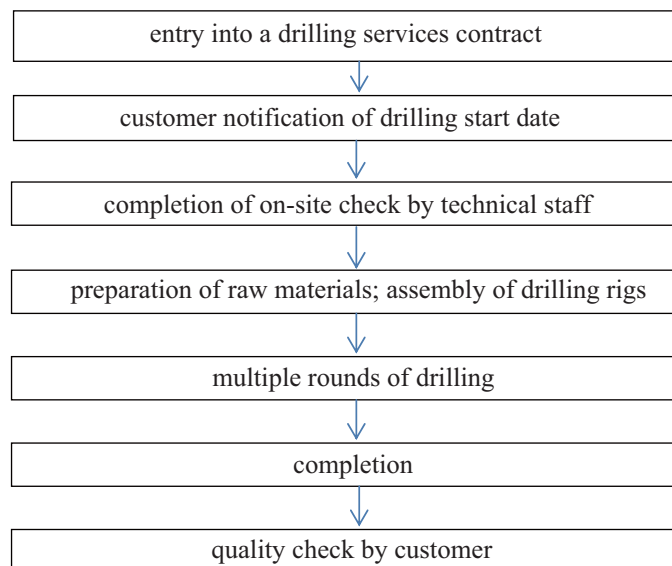 entry into a drilling services contract
customer notification of drilling start date
completion of on-site check by technical staff
preparation of raw materials; assembly of drilling rigs
multiple rounds of drilling
completion
quality check by customer